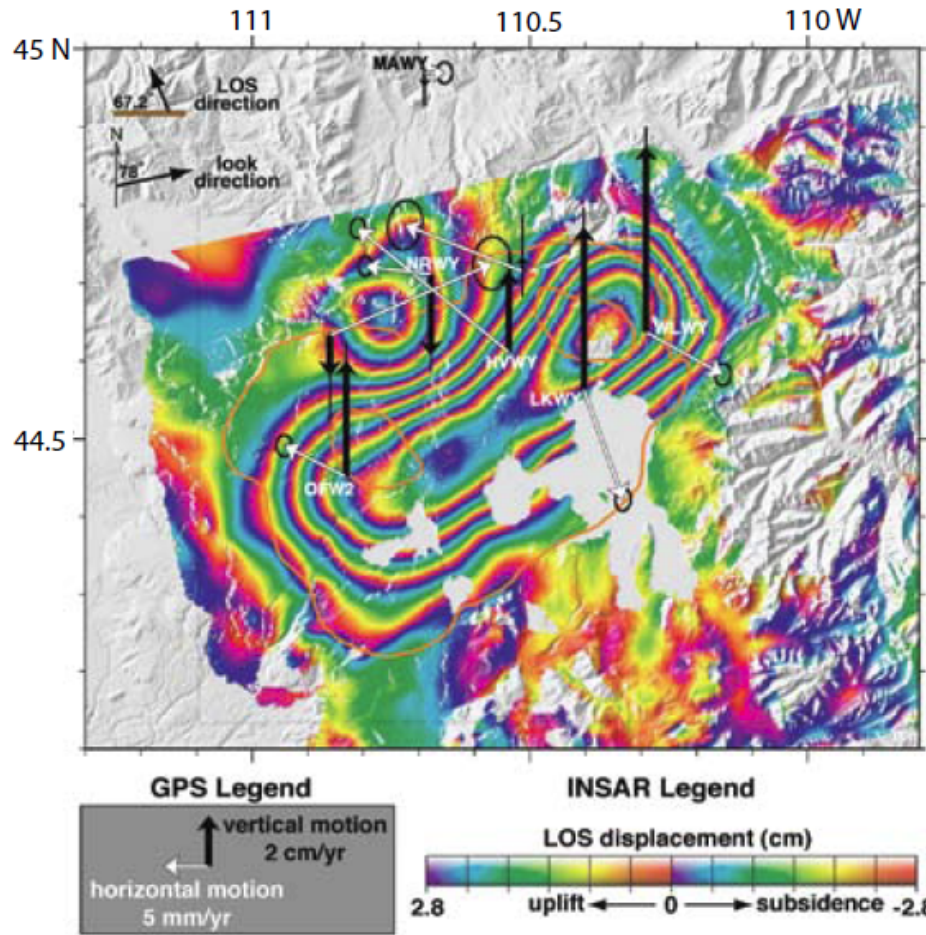 111 110.5 110 W
45 N
MAWY
67.2°
LOS
direction
N
78°
look
direction
NRWY
HVWY
WLWY
LKWY
44.5
OFW2
GPS Legend
vertical motion
2 cm/yr
horizontal motion
5 mm/yr
INSAR Legend
LOS displacement (cm)
2.8 uplift 0 subsidence -2.8